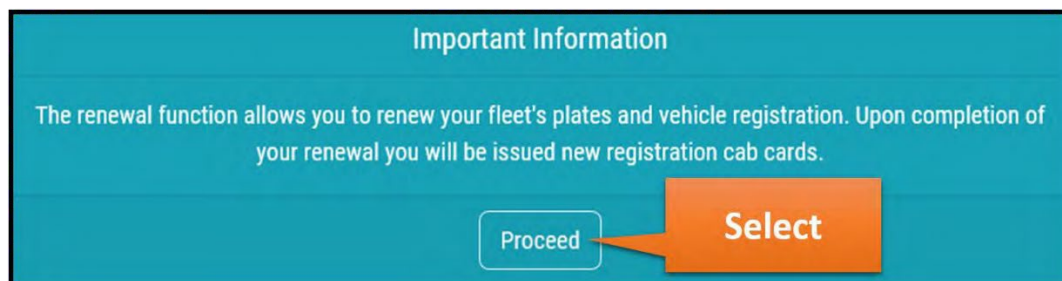 Important Information
The renewal function allows you to renew your fleet's plates and vehicle registration. Upon completion of
your renewal you will be issued new registration cab cards.
Proceed
Select